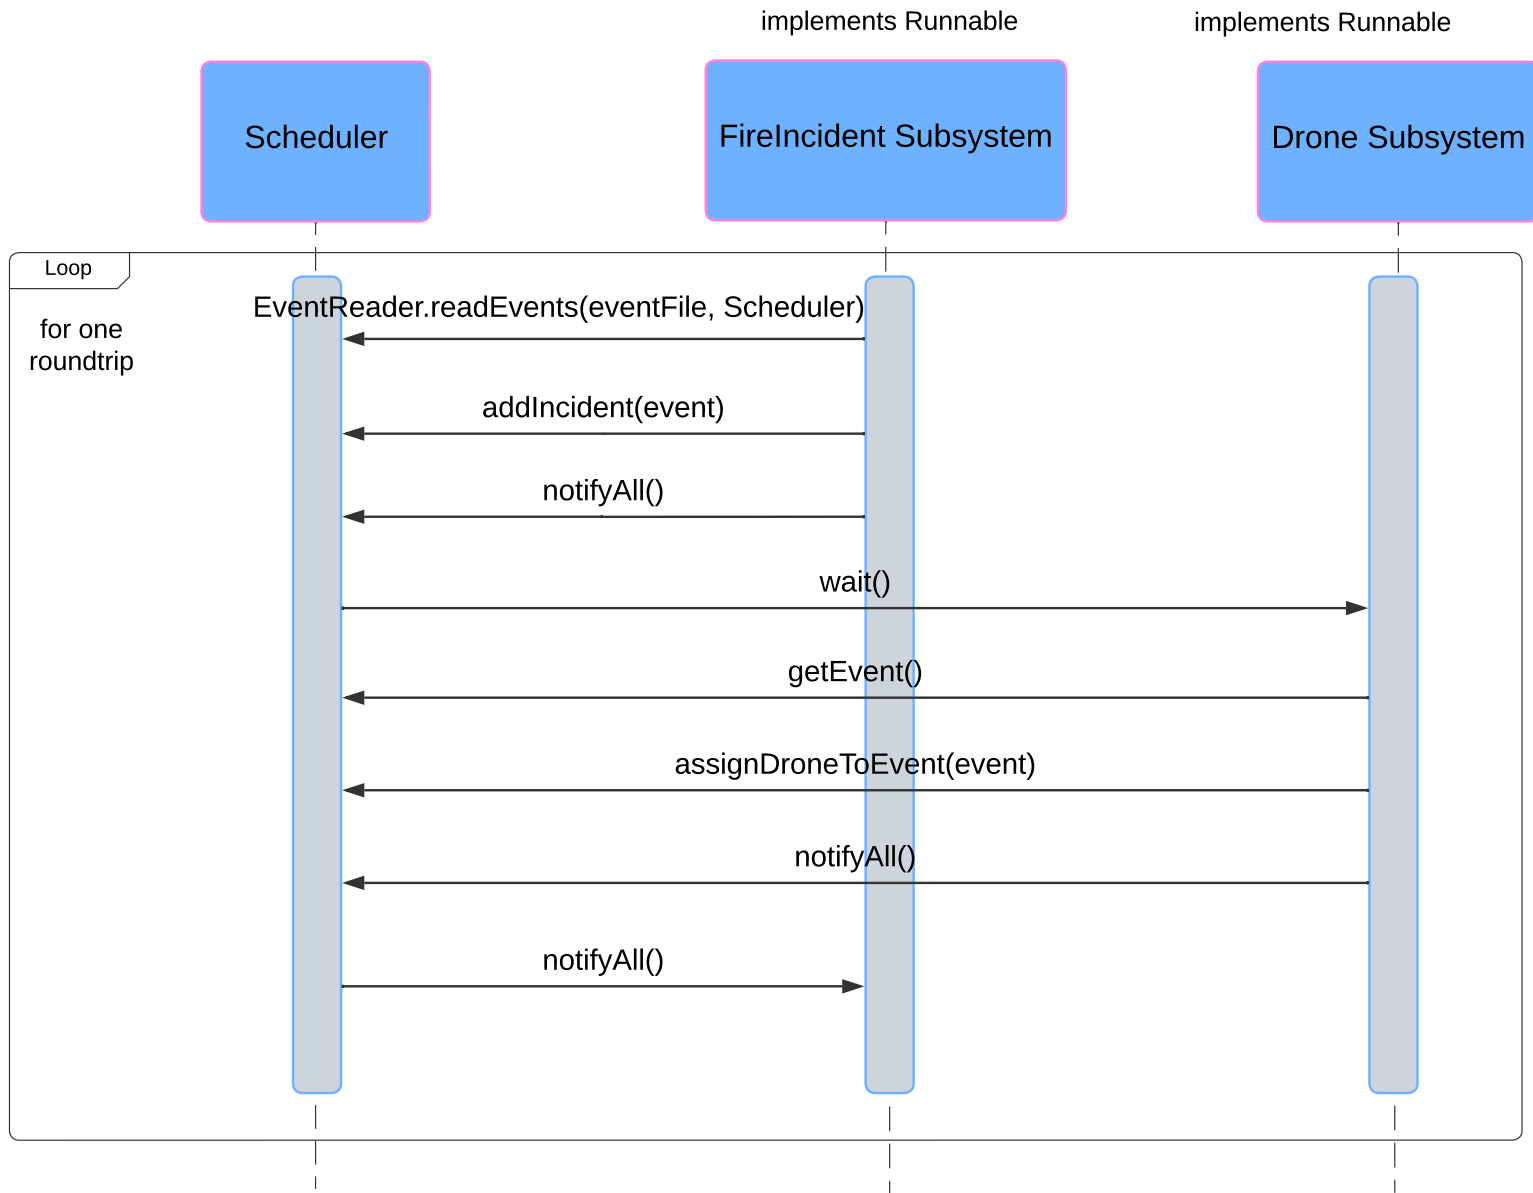 implements Runnable
implements Runnable
Scheduler
FireIncident Subsystem
Drone Subsystem
Loop
for one
roundtrip
EventReader.readEvents(eventFile, Scheduler)
addIncident(event)
notifyAll()
wait()
getEvent()
assignDroneToEvent(event)
notifyAll()
notifyAll()